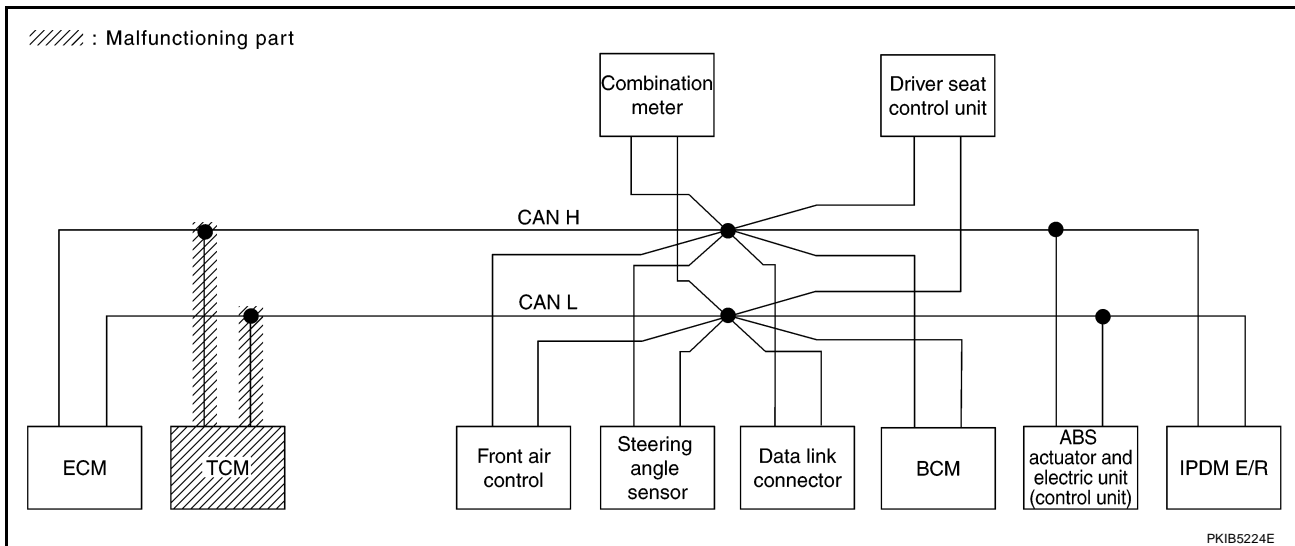 : Malfunctioning part
Combination
meter
Driver seat
control unit
CAN H
CAN L
ECM
TCM
Front air
control
Steering
angle
sensor
Data link
connector
BCM
ABS
actuator and
electric unit
(control unit)
IPDM E/R
PKIB5224E